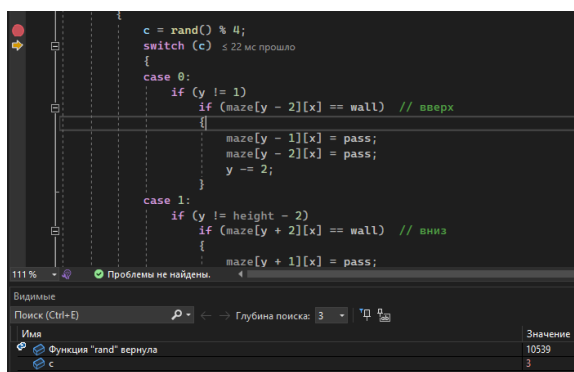 {
c = rand() % 4;
switch (c) ≤ 22 мс прошло
{
case 0:
if (y != 1)
if (maze[y - 2][x] == wall) // вверх
{
maze[y - 1][x] = pass;
maze[y - 2][x] = pass;
y -= 2;
}
case 1:
if (y != height - 2)
if (maze[y + 2][x] == wall) // вниз
{
maze[y + 1][x] = pass;
111 % Проблемы не найдены.
Видимые
Поиск (Ctrl+E) Глубина поиска: 3
Имя Значение
Функция "rand" вернула 10539
c 3